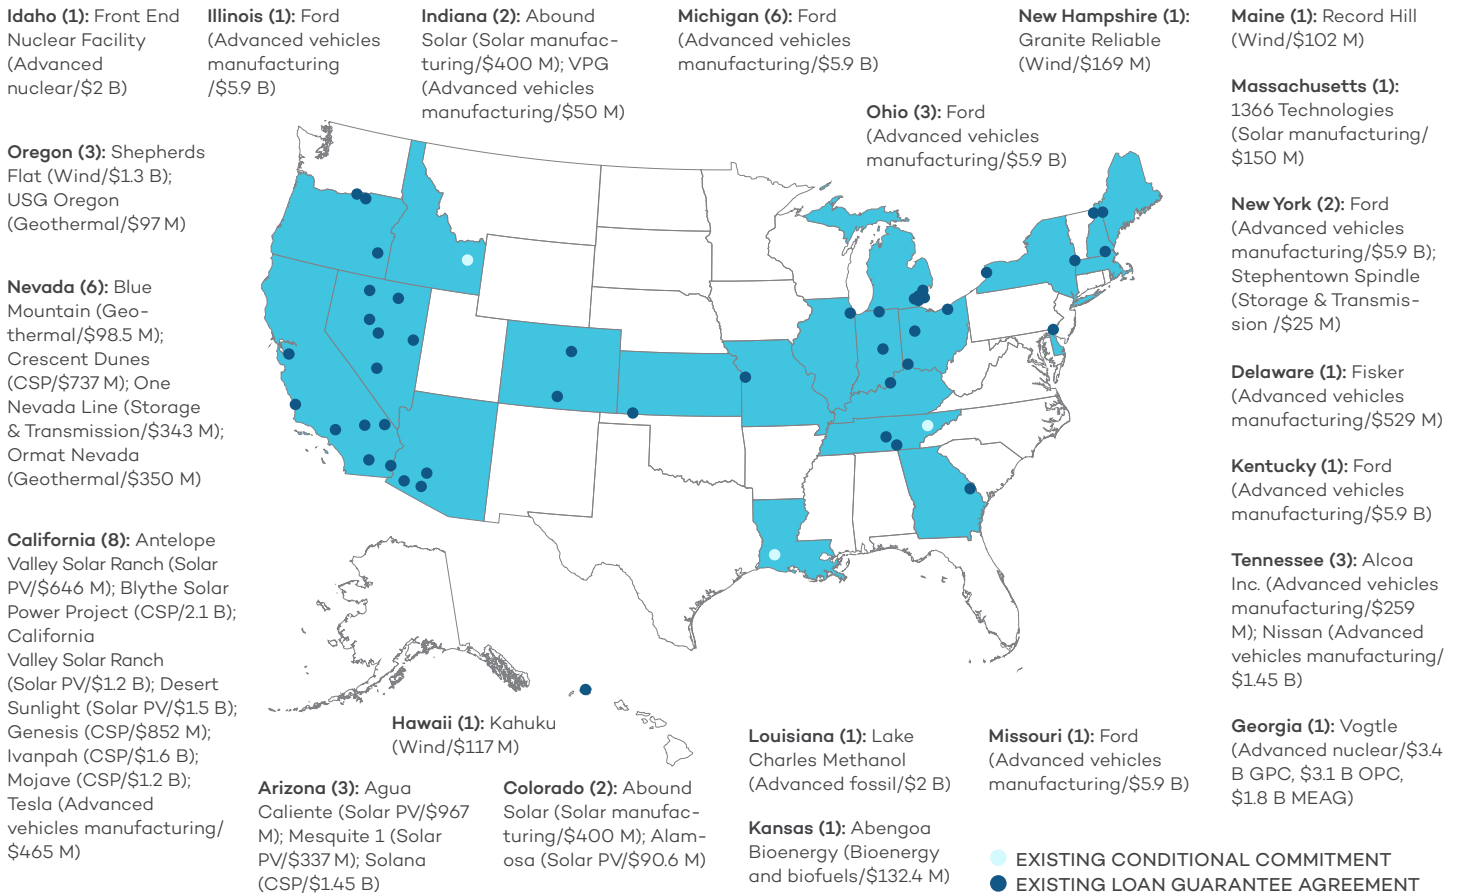 Idaho (1): Front End
Nuclear Facility
(Advanced
nuclear/$2 B)
Illinois (1): Ford
(Advanced vehicles
manufacturing
/$5.9 B)
Indiana (2): Abound
Solar (Solar manufac-
turing/$400 M); VPG
(Advanced vehicles
manufacturing/$50 M)
Michigan (6): Ford
(Advanced vehicles
manufacturing/$5.9 B)
New Hampshire (1):
Granite Reliable
(Wind/$169 M)
Maine (1): Record Hill
(Wind/$102 M)
Massachusetts (1):
1366 Technologies
(Solar manufacturing/
$150 M)
Ohio (3): Ford
(Advanced vehicles
manufacturing/$5.9 B)
Oregon (3): Shepherds
Flat (Wind/$1.3 B);
USG Oregon
(Geothermal/$97 M)
New York (2): Ford
(Advanced vehicles
manufacturing/$5.9 B);
Stephentown Spindle
(Storage & Transmis-
sion /$25 M)
Nevada (6): Blue
Mountain (Geo-
thermal/$98.5 M);
Crescent Dunes
(CSP/$737 M); One
Nevada Line (Storage
& Transmission/$343 M);
Ormat Nevada
(Geothermal/$350 M)
Delaware (1): Fisker
(Advanced vehicles
manufacturing/$529 M)
Kentucky (1): Ford
(Advanced vehicles
manufacturing/$5.9 B)
California (8): Antelope
Valley Solar Ranch (Solar
PV/$646 M); Blythe Solar
Power Project (CSP/2.1 B);
California
Valley Solar Ranch
(Solar PV/$1.2 B); Desert
Sunlight (Solar PV/$1.5 B);
Genesis (CSP/$852 M);
Ivanpah (CSP/$1.6 B);
Mojave (CSP/$1.2 B);
Tesla (Advanced
vehicles manufacturing/
$465 M)
Tennessee (3): Alcoa
Inc. (Advanced vehicles
manufacturing/$259
M); Nissan (Advanced
vehicles manufacturing/
$1.45 B)
Hawaii (1): Kahuku
(Wind/$117 M)
Arizona (3): Agua
Caliente (Solar PV/$967
M); Mesquite 1 (Solar
PV/$337 M); Solana
(CSP/$1.45 B)
Colorado (2): Abound
Solar (Solar manufac-
turing/$400 M); Alam-
osa (Solar PV/$90.6 M)
Louisiana (1): Lake
Charles Methanol
(Advanced fossil/$2 B)
Kansas (1): Abengoa
Bioenergy (Bioenergy
and biofuels/$132.4 M)
Missouri (1): Ford
(Advanced vehicles
manufacturing/$5.9 B)
Georgia (1): Vogtle
(Advanced nuclear/$3.4
B GPC, $3.1 B OPC,
$1.8 B MEAG)
EXISTING CONDITIONAL COMMITMENT
EXISTING LOAN GUARANTEE AGREEMENT